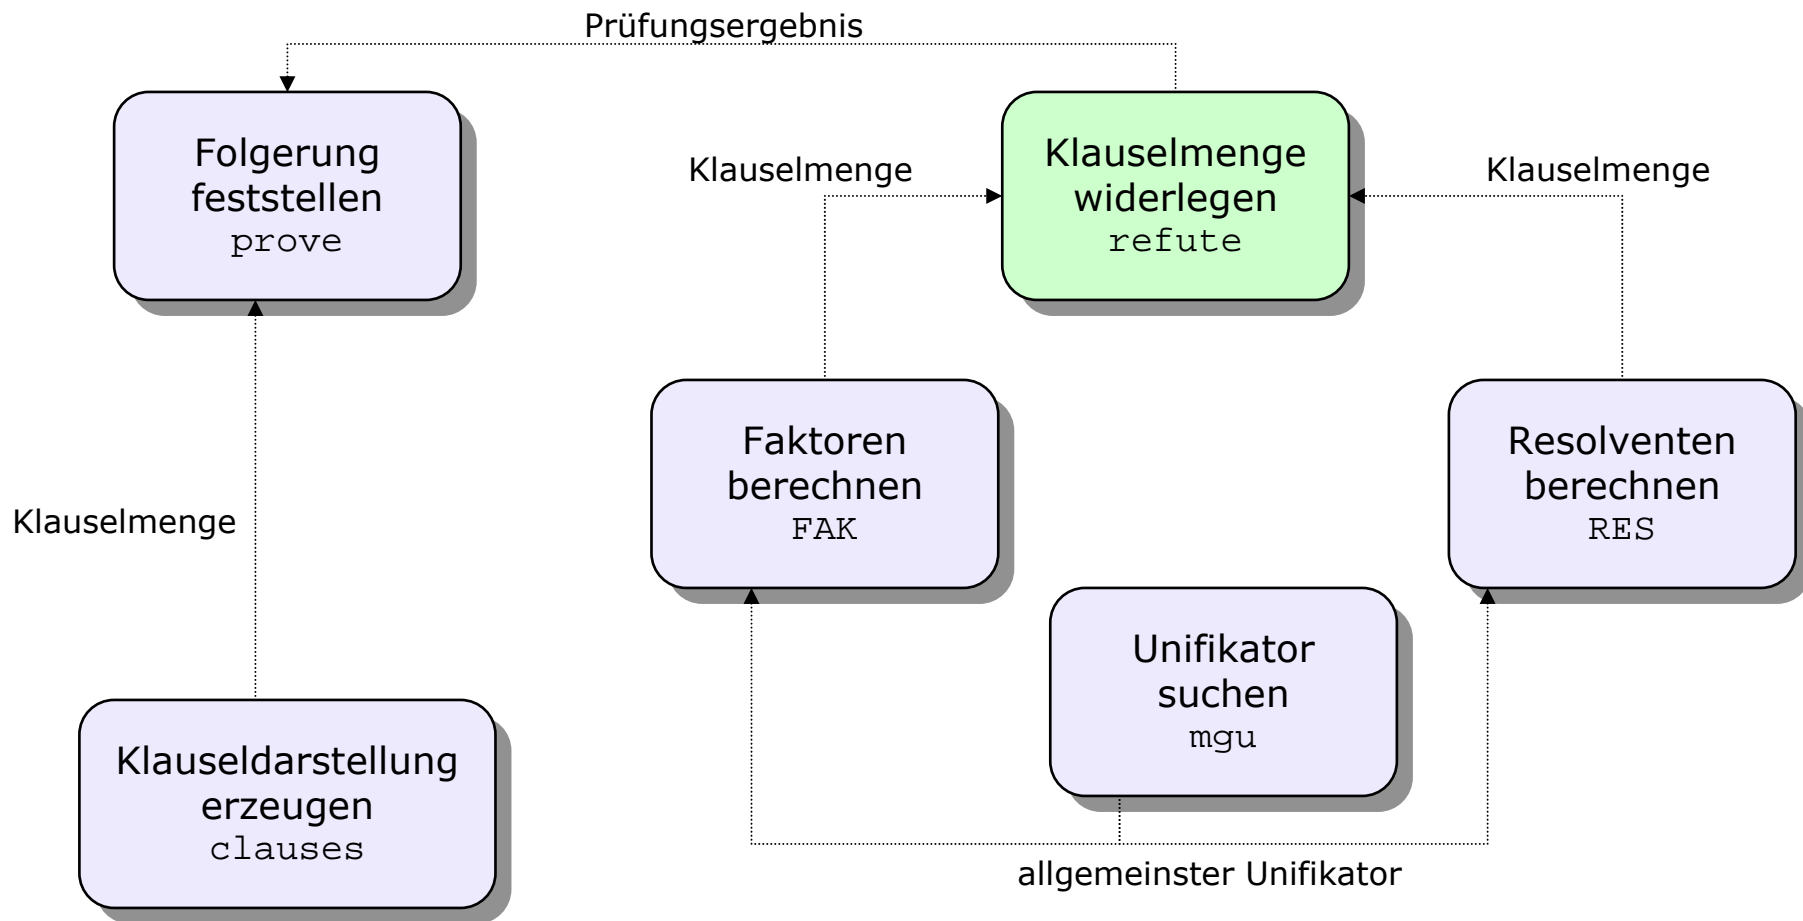 Prüfungsergebnis
Folgerung
feststellen
prove
Klauselmenge
Klauselmenge
widerlegen
refute
Klauselmenge
Faktoren
berechnen
FAK
Resolventen
berechnen
RES
Klauselmenge
Unifikator
suchen
mgu
Klauseldarstellung
erzeugen
clauses
allgemeinster Unifikator